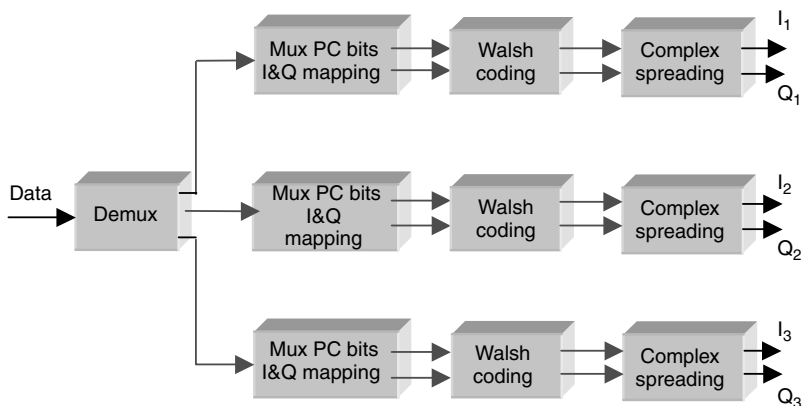 I1
Mux PC bits
I&Q mapping
Walsh
coding
Complex
spreading
Q1
Data
Demux
Mux PC bits
I&Q
mapping
Walsh
coding
Complex
spreading
I2
Q2
Mux PC bits
I&Q mapping
Walsh
coding
Complex
spreading
I3
Q3